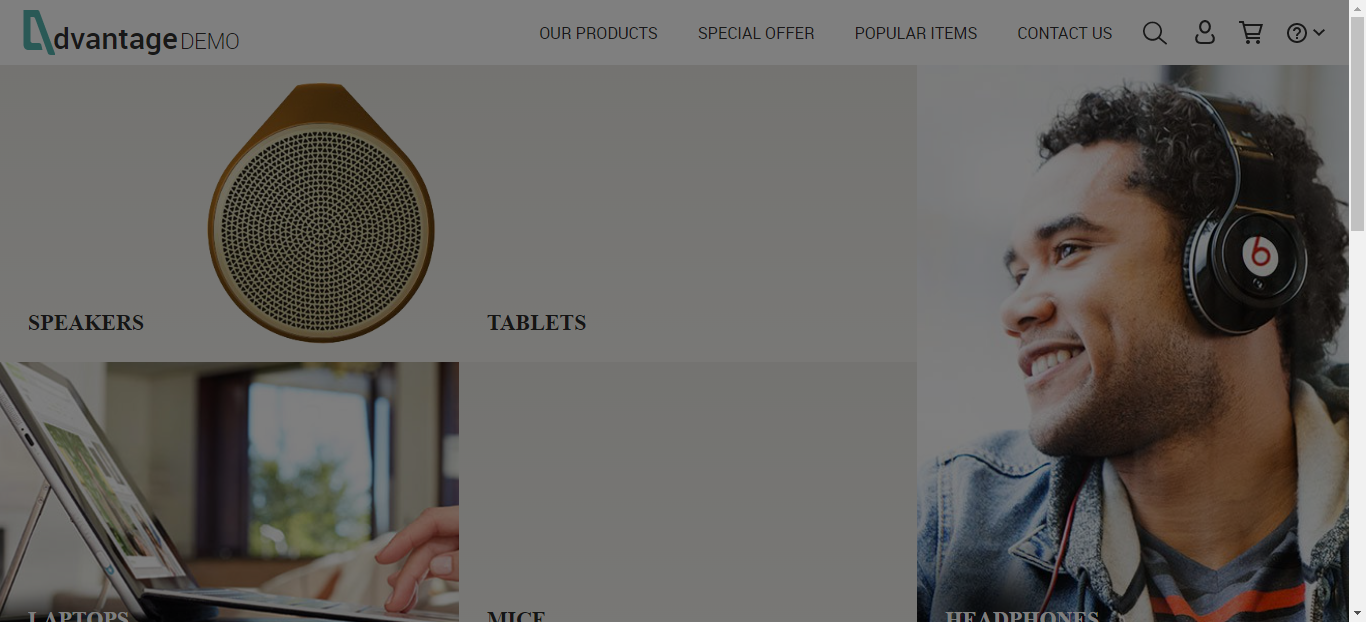 dvantage DEMO
OUR PRODUCTS
SPECIAL OFFER
POPULAR ITEMS
CONTACT US
SPEAKERS
TABLETS
LAPTOPS
MICE
HEADPHONES